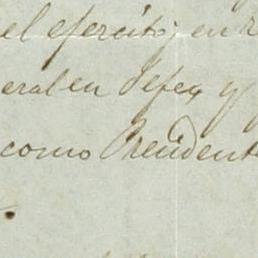 el ejercito; en r
eral en Jefe, y
como Presidente